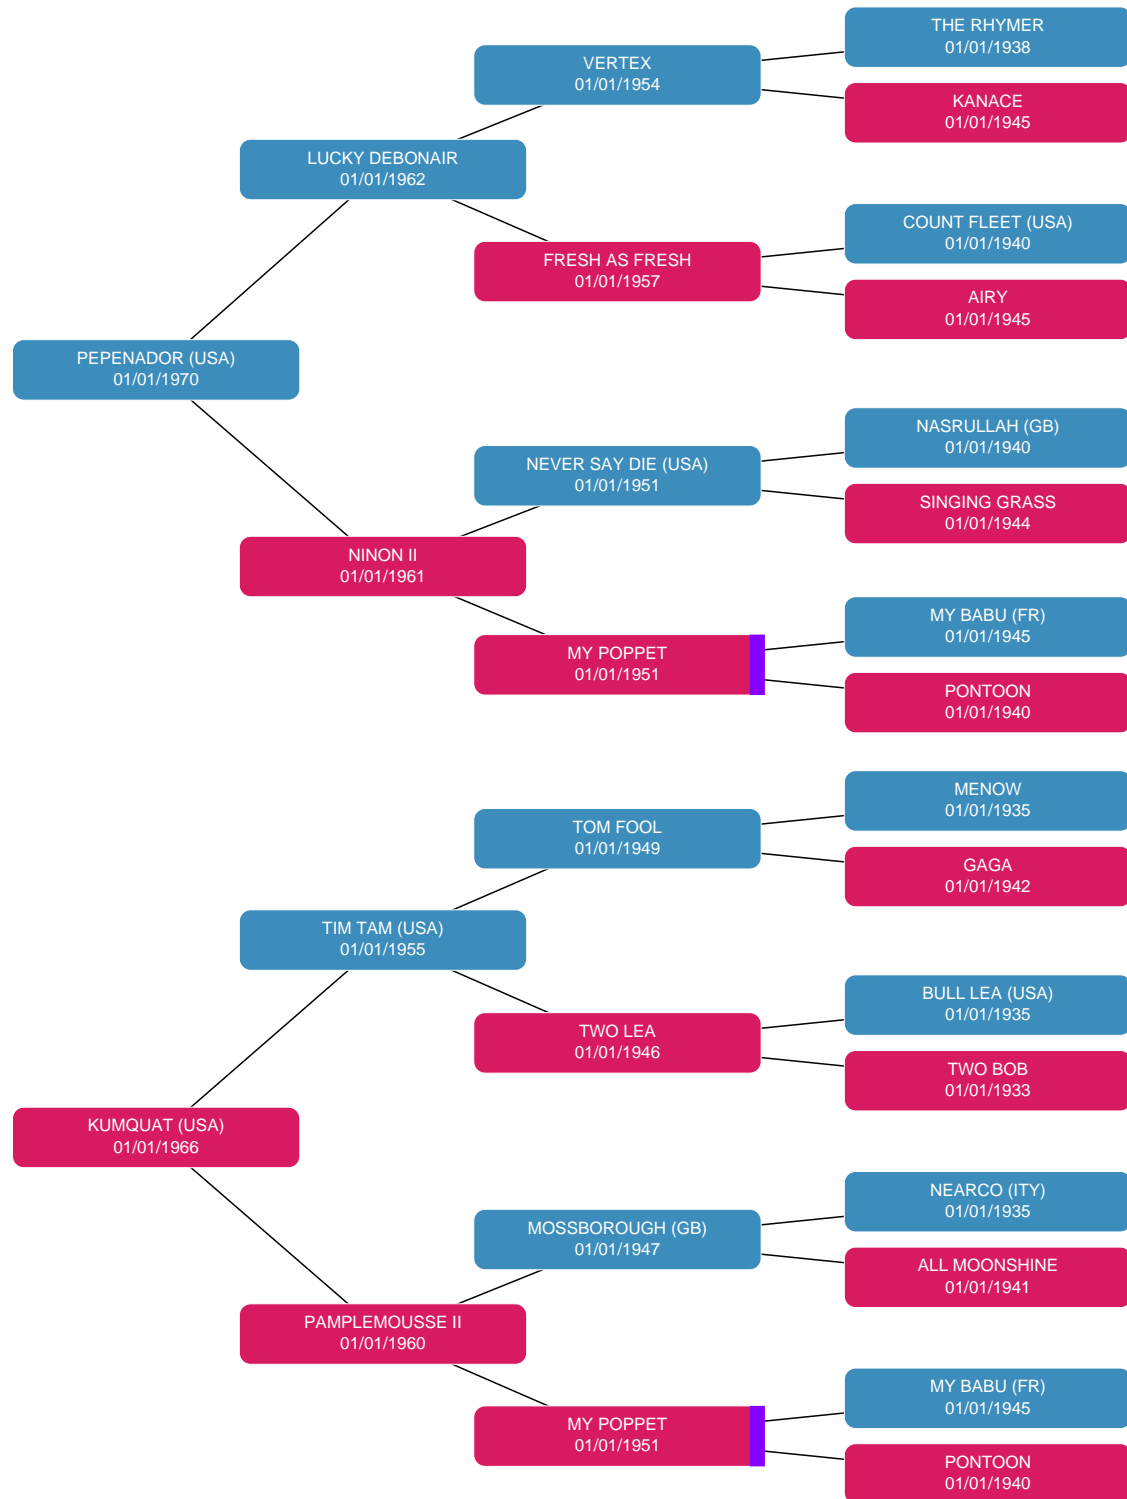 THE RHYMER
01/01/1938
VERTEX
01/01/1954
KANACE
01/01/1945
LUCKY DEBONAIR
01/01/1962
COUNT FLEET (USA)
01/01/1940
FRESH AS FRESH
01/01/1957
AIRY
01/01/1945
PEPENADOR (USA)
01/01/1970
NASRULLAH (GB)
01/01/1940
NEVER SAY DIE (USA)
01/01/1951
SINGING GRASS
01/01/1944
NINON II
01/01/1961
MY BABU (FR)
01/01/1945
MY POPPET
01/01/1951
PONTOON
01/01/1940
MENOW
01/01/1935
TOM FOOL
01/01/1949
GAGA
01/01/1942
TIM TAM (USA)
01/01/1955
BULL LEA (USA)
01/01/1935
TWO LEA
01/01/1946
TWO BOB
01/01/1933
KUMQUAT (USA)
01/01/1966
NEARCO (ITY)
01/01/1935
MOSSBOROUGH (GB)
01/01/1947
ALL MOONSHINE
01/01/1941
PAMPLEMOUSSE II
01/01/1960
MY BABU (FR)
01/01/1945
MY POPPET
01/01/1951
PONTOON
01/01/1940